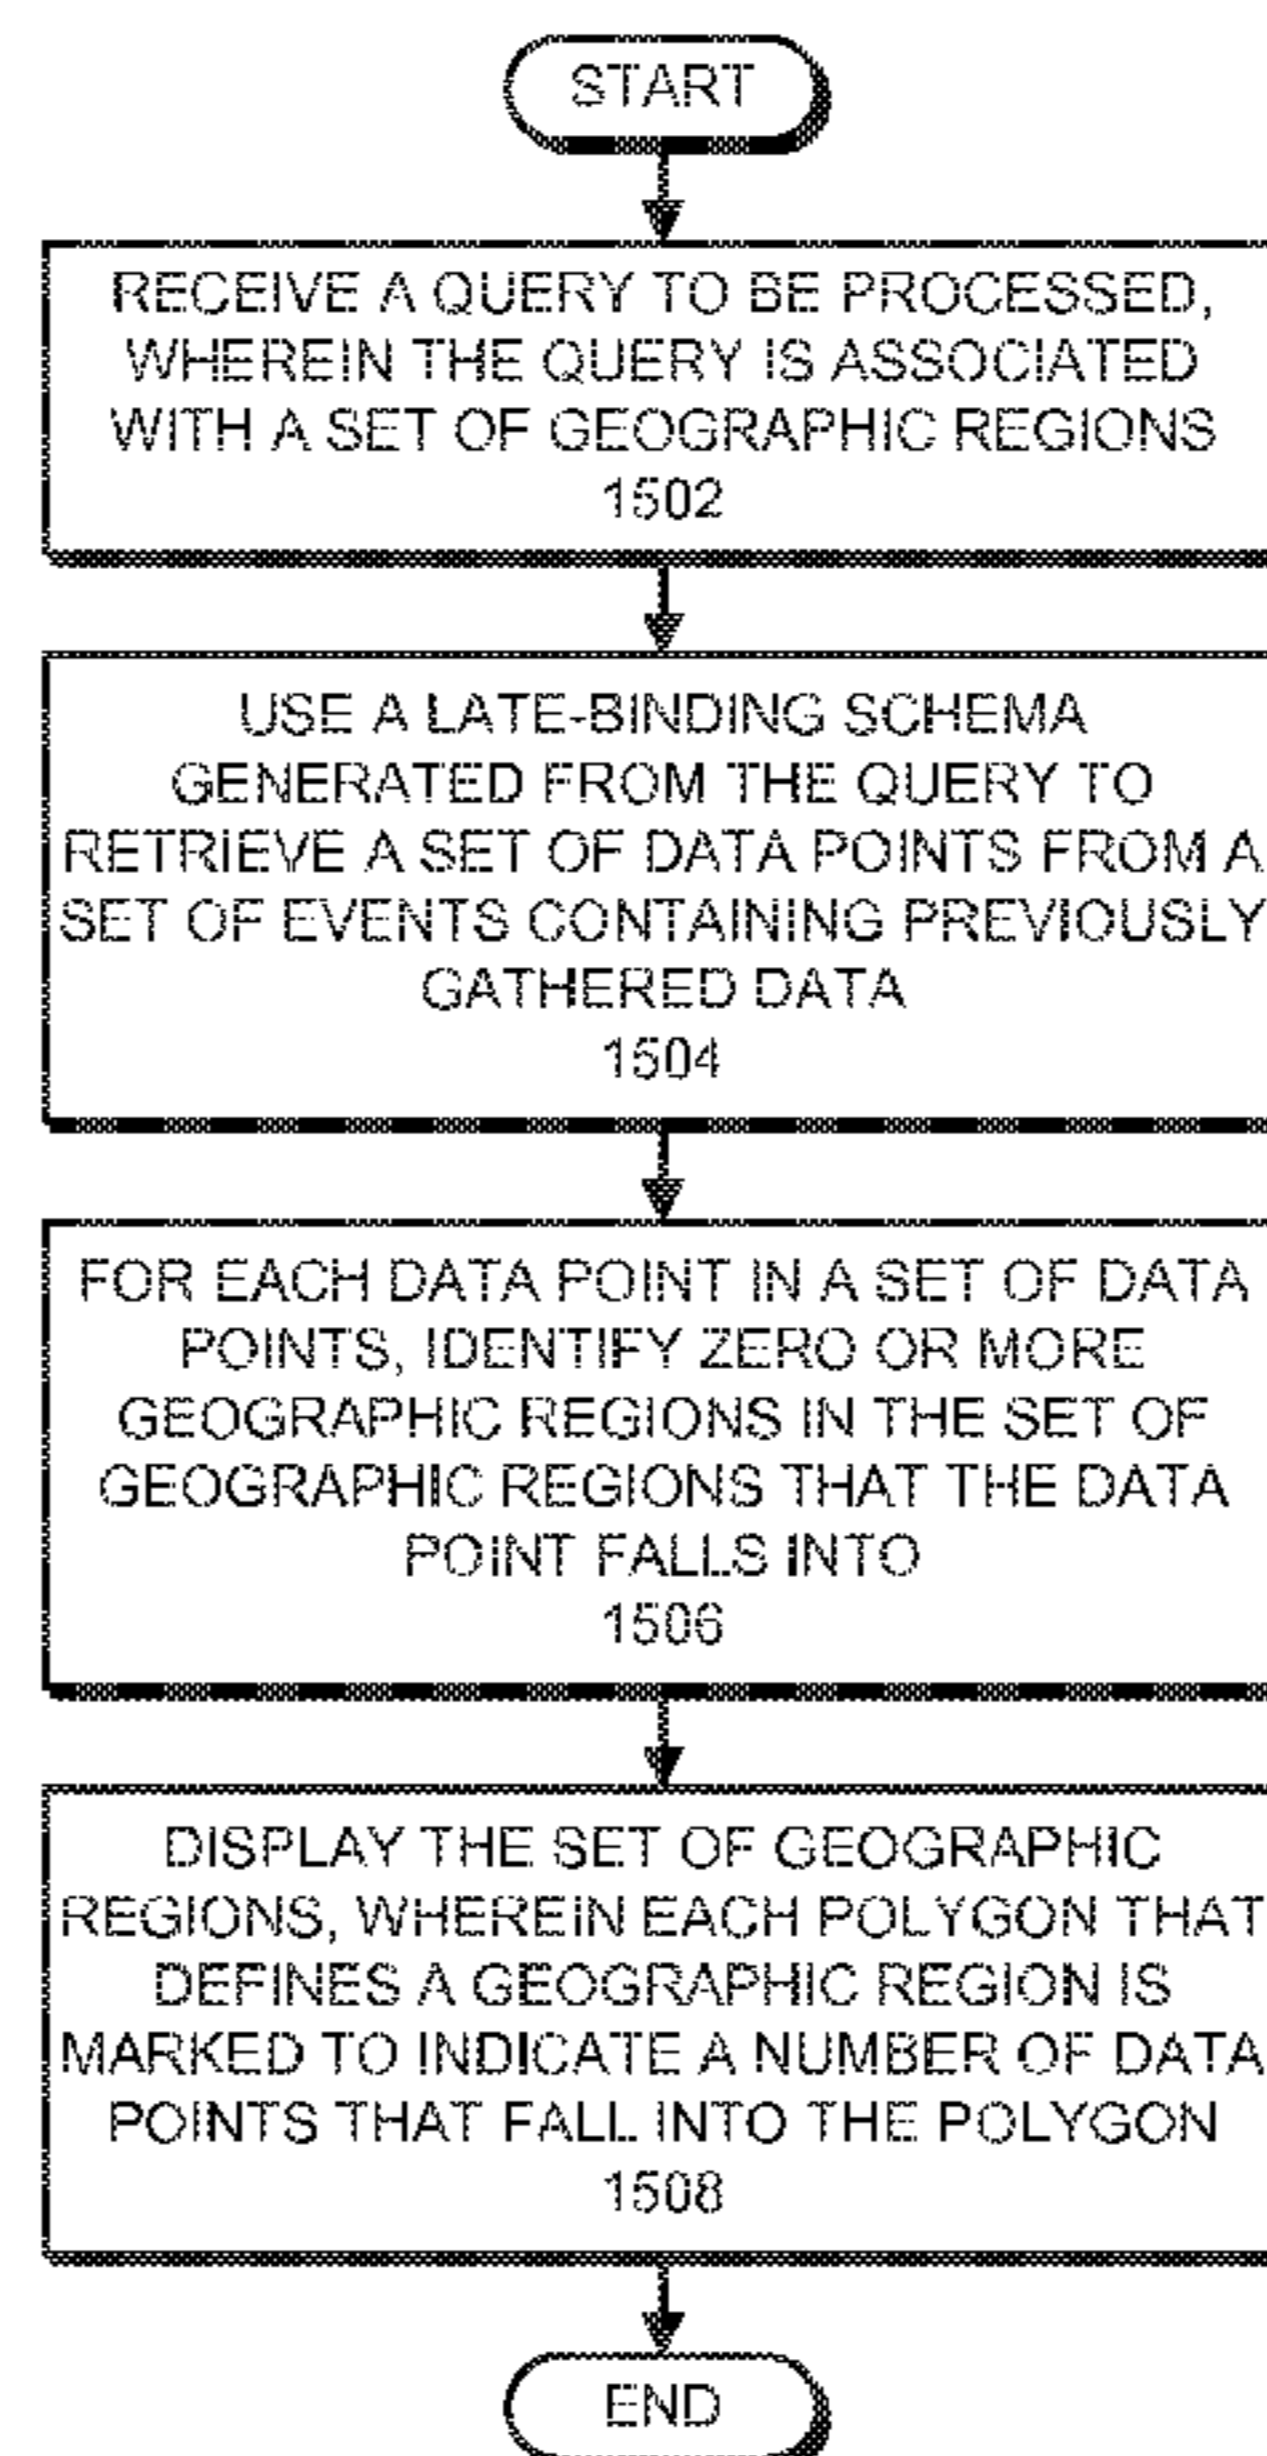 START
RECEIVE A QUERY TO BE PROCESSED,
WHEREIN THE QUERY IS ASSOCIATED
WITH A SET OF GEOGRAPHIC REGIONS
1502
USE A LATE-BINDING SCHEMA
GENERATED FROM THE QUERY TO
RETRIEVE A SET OF DATA POINTS FROM A
SET OF EVENTS CONTAINING PREVIOUSLY
GATHERED DATA
1504
FOR EACH DATA POINT IN A SET OF DATA
POINTS, IDENTIFY ZERO OR MORE
GEOGRAPHIC REGIONS IN THE SET OF
GEOGRAPHIC REGIONS THAT THE DATA
POINT FALLS INTO
1506
DISPLAY THE SET OF GEOGRAPHIC
REGIONS, WHEREIN EACH POLYGON THAT
DEFINES A GEOGRAPHIC REGION IS
MARKED TO INDICATE A NUMBER OF DATA
POINTS THAT FALL INTO THE POLYGON
1508
END